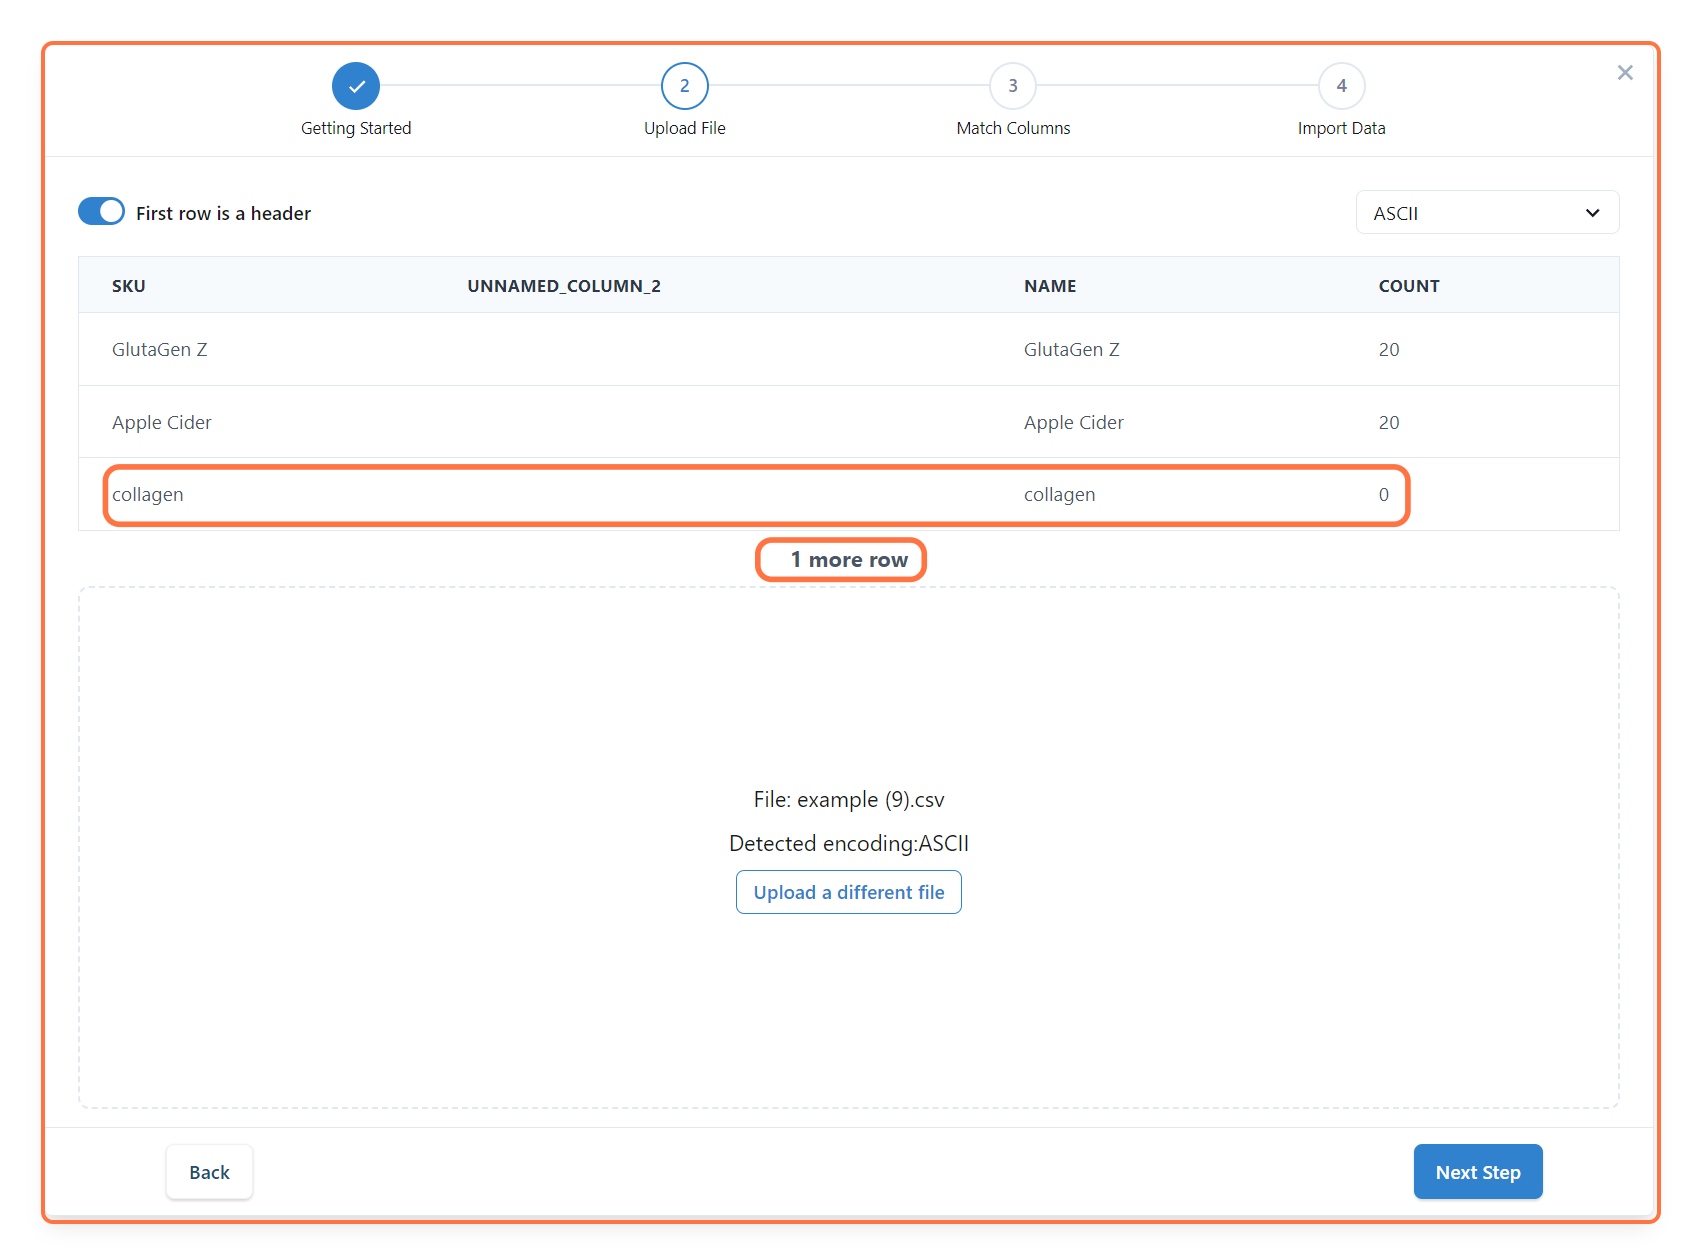 2 3 4
Getting Started Upload File Match Columns Import Data
First row is a header ASCII
SKU UNNAMED_COLUMN_2 NAME COUNT
GlutaGen Z GlutaGen Z 20
Apple Cider Apple Cider 20
collagen collagen 0
1 more row
File: example (9).csv
Detected encoding:ASCII
Upload a different file
Back Next Step